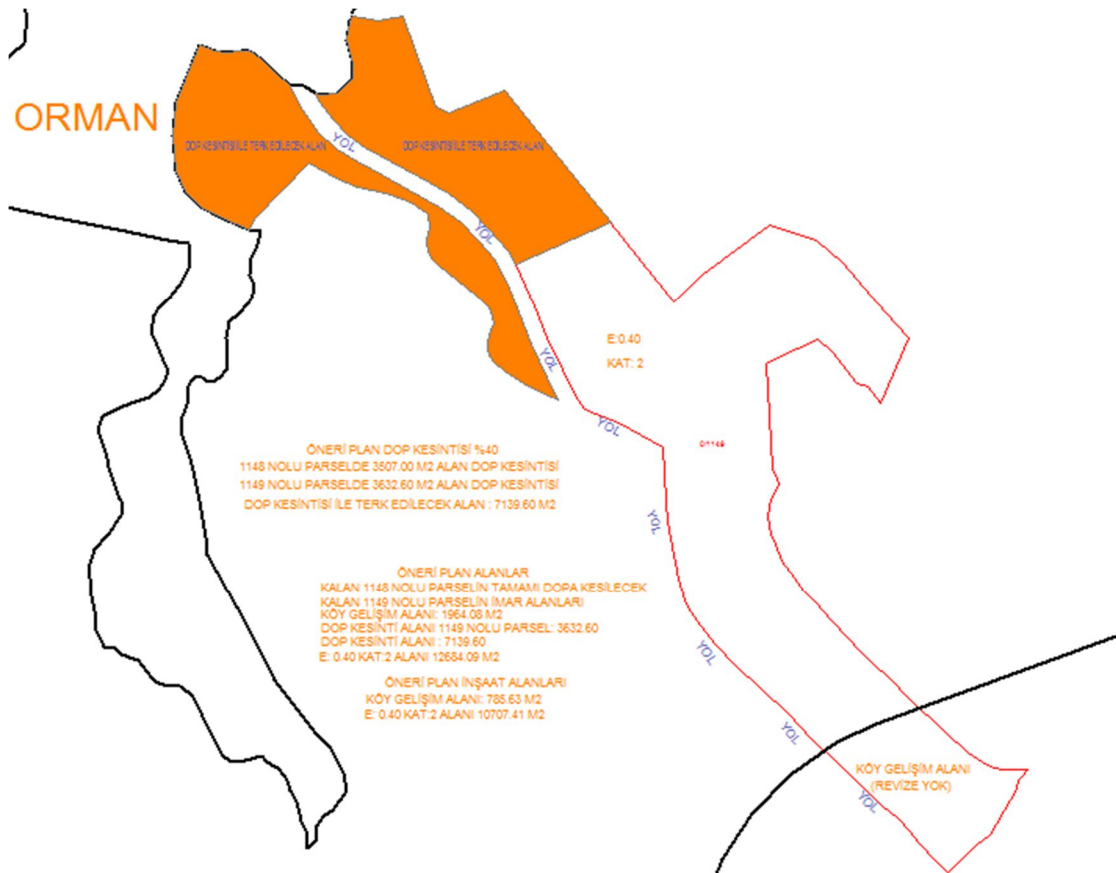 ORMAN
DOP KESİNTİSİ İLE TERK EDİLECEK ALAN
YOL
DOP KESİNTİSİ İLE TERK EDİLECEK ALAN
YOL
E:0.40
KAT: 2
YOL
YOL
0/1149
ÖNERİ PLAN DOP KESİNTİSİ %40
1148 NOLU PARSELDE 3507.00 M2 ALAN DOP KESİNTİSİ
1149 NOLU PARSELDE 3632.60 M2 ALAN DOP KESİNTİSİ
DOP KESİNTİSİ İLE TERK EDİLECEK ALAN : 7139.60 M2
YOL
ÖNERİ PLAN ALANLAR
KALAN 1148 NOLU PARSELİN TAMAMI DOPA KESİLECEK
KALAN 1149 NOLU PARSELİN İMAR ALANLARI
KÖY GELİŞİM ALANI: 1964.08 M2
DOP KESİNTİ ALANI 1149 NOLU PARSEL: 3632.60
DOP KESİNTİ ALANI : 7139.60
E: 0.40 KAT:2 ALANI 12684.09 M2
YOL
ÖNERİ PLAN İNŞAAT ALANLARI
KÖY GELİŞİM ALANI: 785.63 M2
E: 0.40 KAT:2 ALANI 10707.41 M2
YOL
KÖY GELİŞİM ALANI
(REVİZE YOK)
YOL